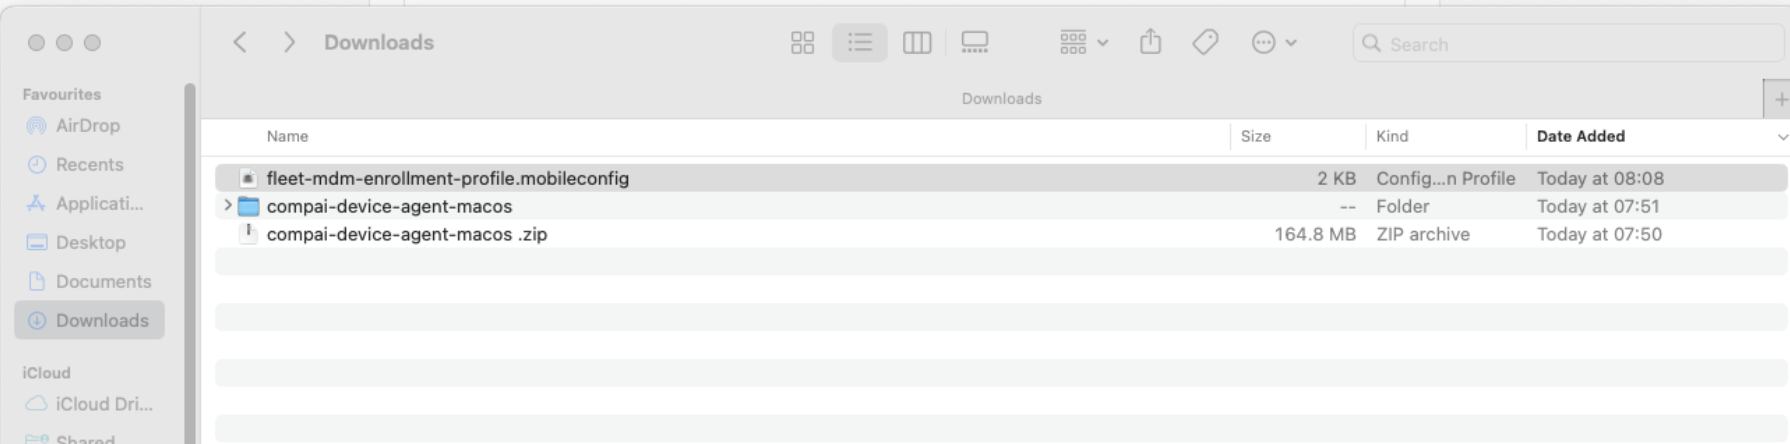 Downloads
Search
Favourites
AirDrop
Recents
Applicati...
Desktop
Documents
Downloads
iCloud
iCloud Dri...
Shared
Downloads
Name Size Kind Date Added
fleet-mdm-enrollment-profile.mobileconfig 2 KB Config...n Profile Today at 08:08
compai-device-agent-macos -- Folder Today at 07:51
compai-device-agent-macos .zip 164.8 MB ZIP archive Today at 07:50